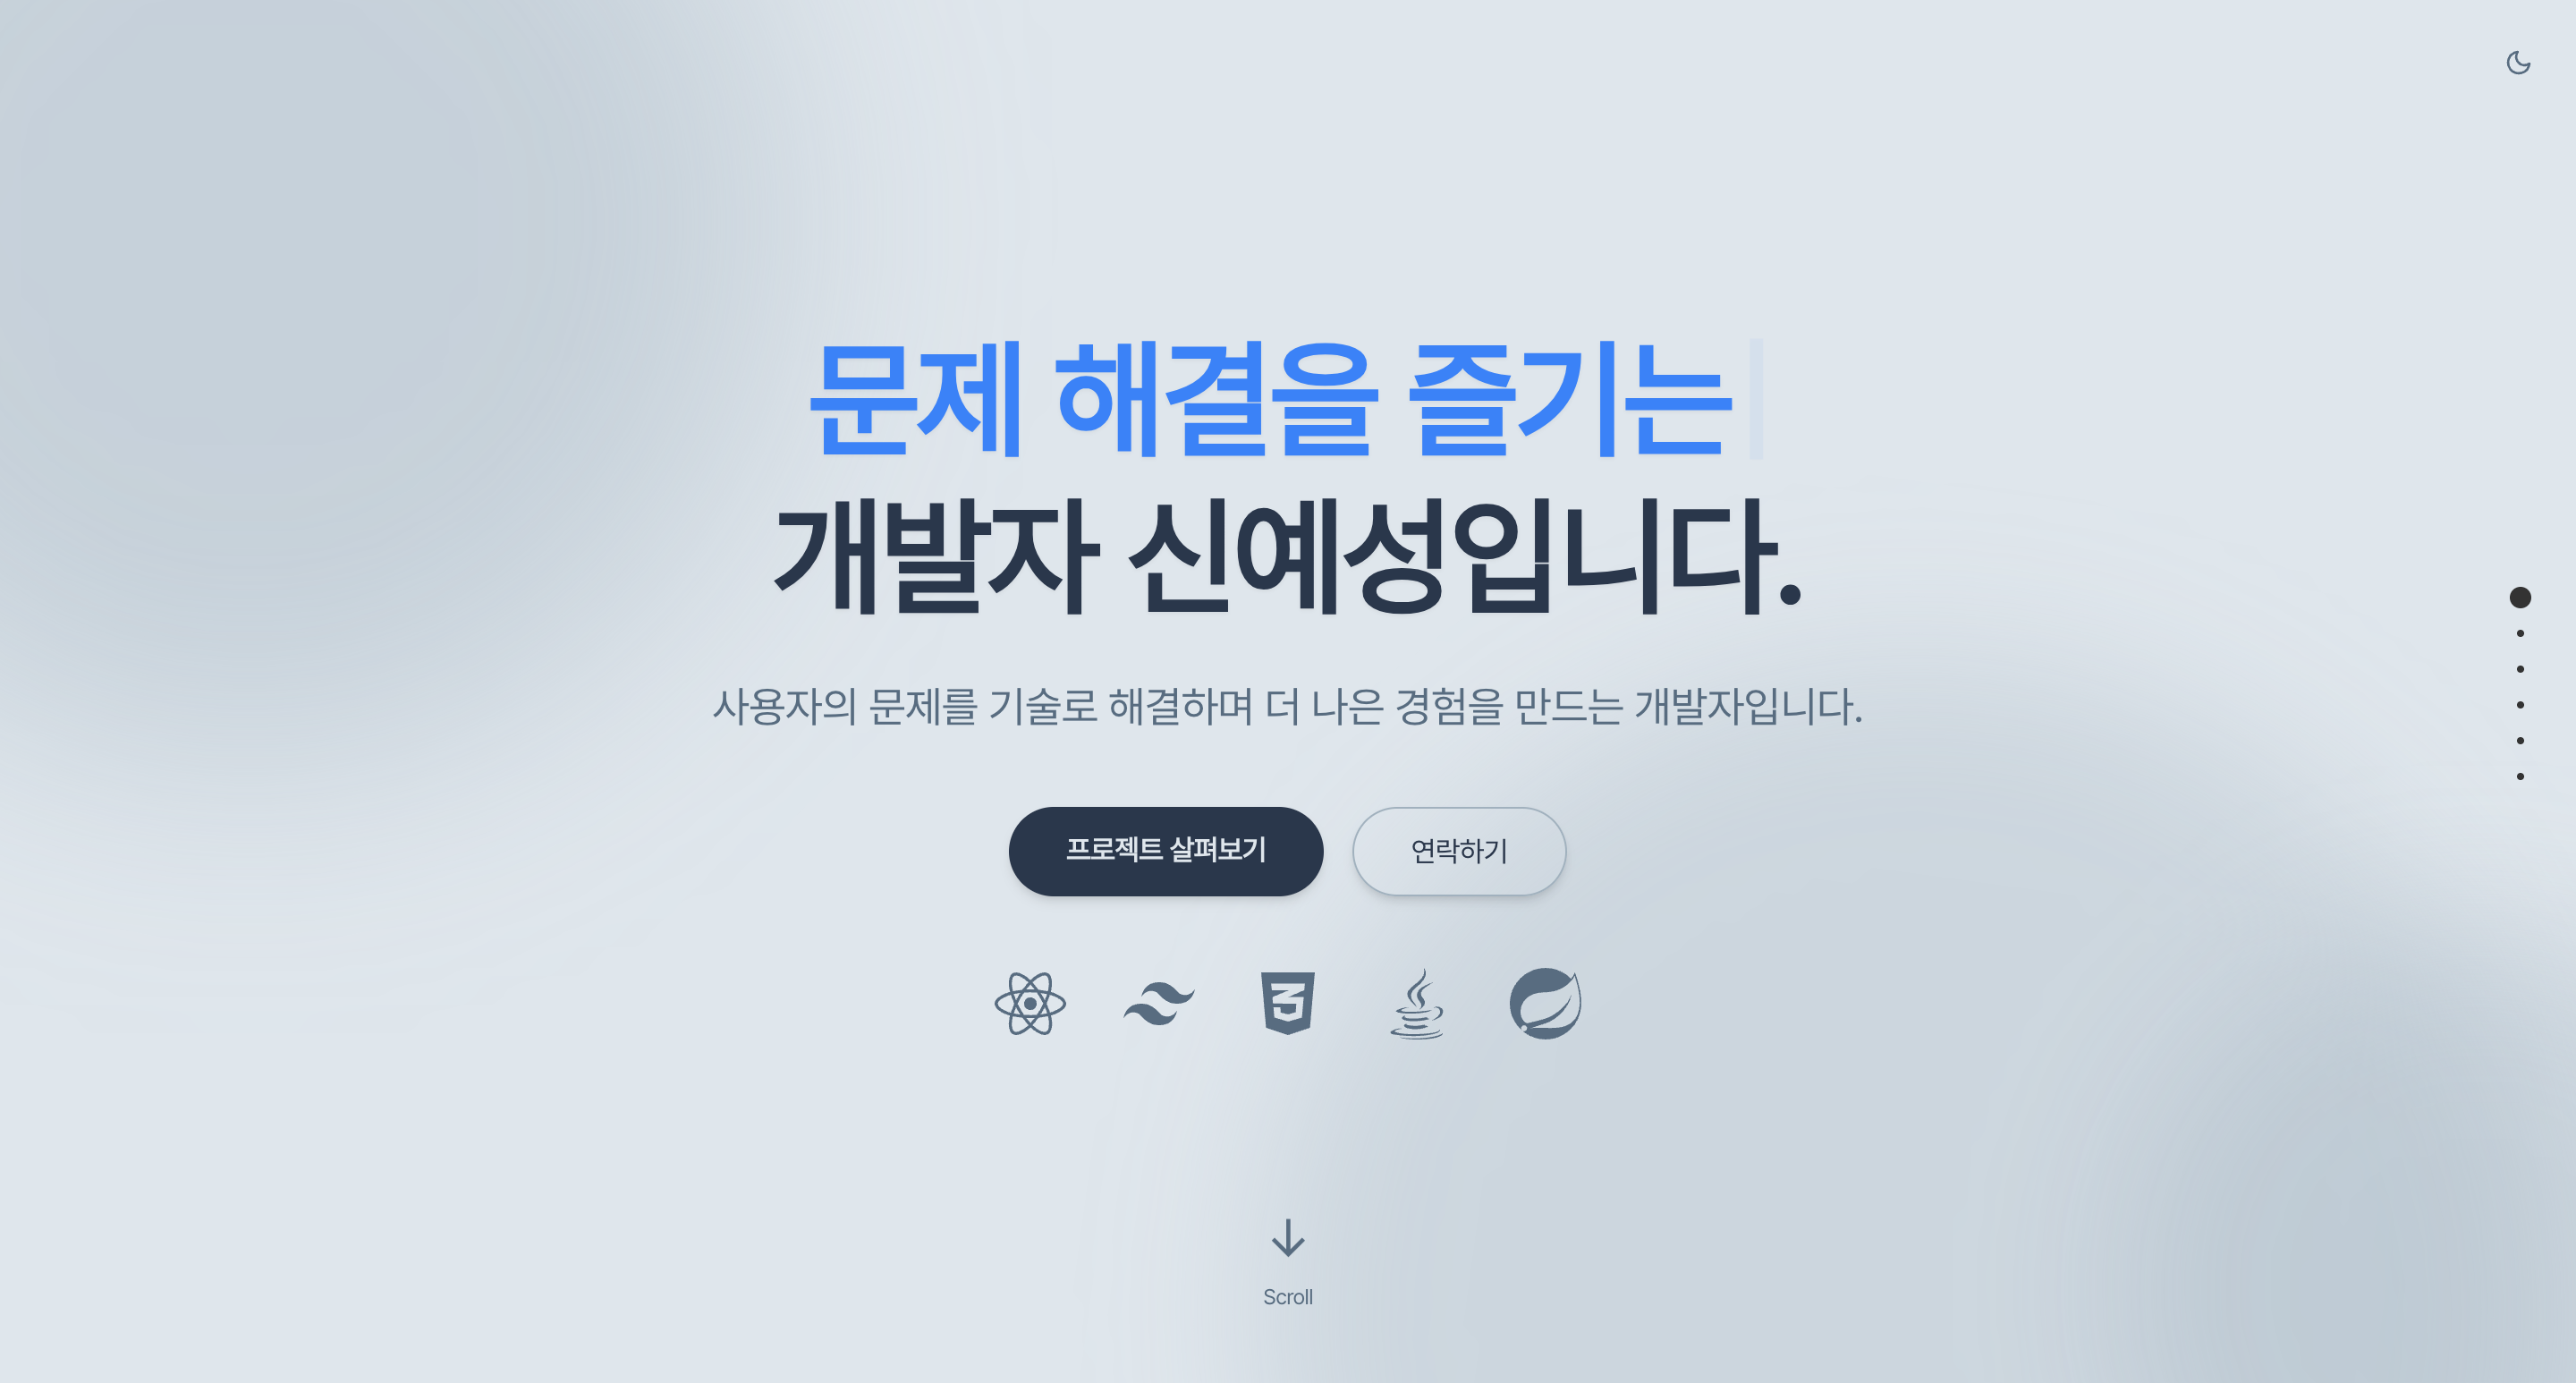 문제 해결을 즐기는
개발자 신예성입니다.
사용자의 문제를 기술로 해결하며 더 나은 경험을 만드는 개발자입니다.
프로젝트 살펴보기
연락하기
Scroll